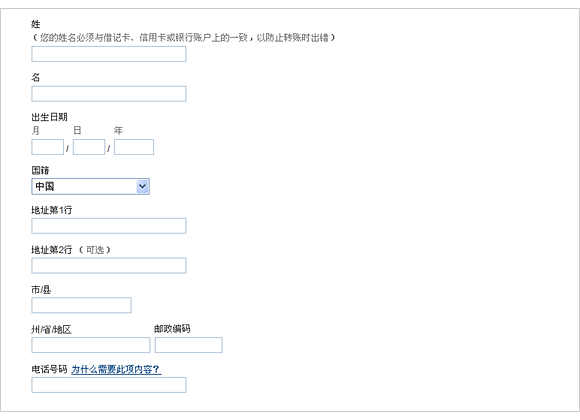 姓
（您的姓名必须与借记卡、信用卡或银行账户上的一致，以防止转账时出错）
名
出生日期
月 日 年
/ /
国籍
中国
地址第1行
地址第2行 （可选）
市/县
州/省/地区 邮政编码
电话号码 为什么需要此项内容？